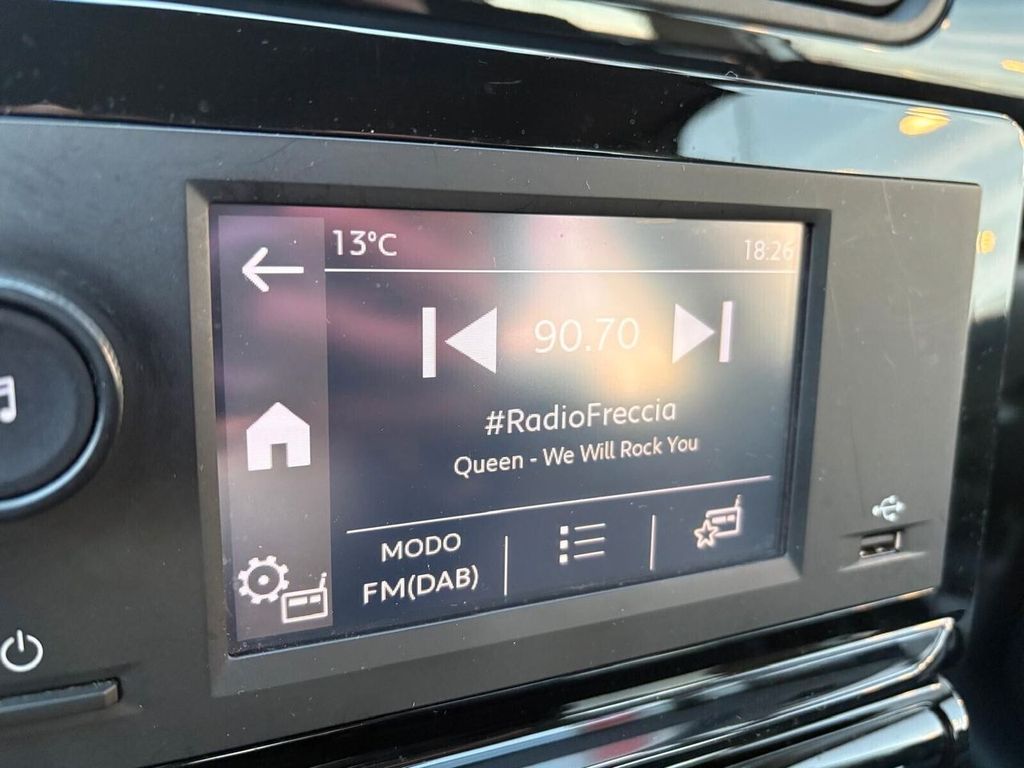 13°C
18:26
90.70
#RadioFreccia
Queen - We Will Rock You
MODO
FM(DAB)